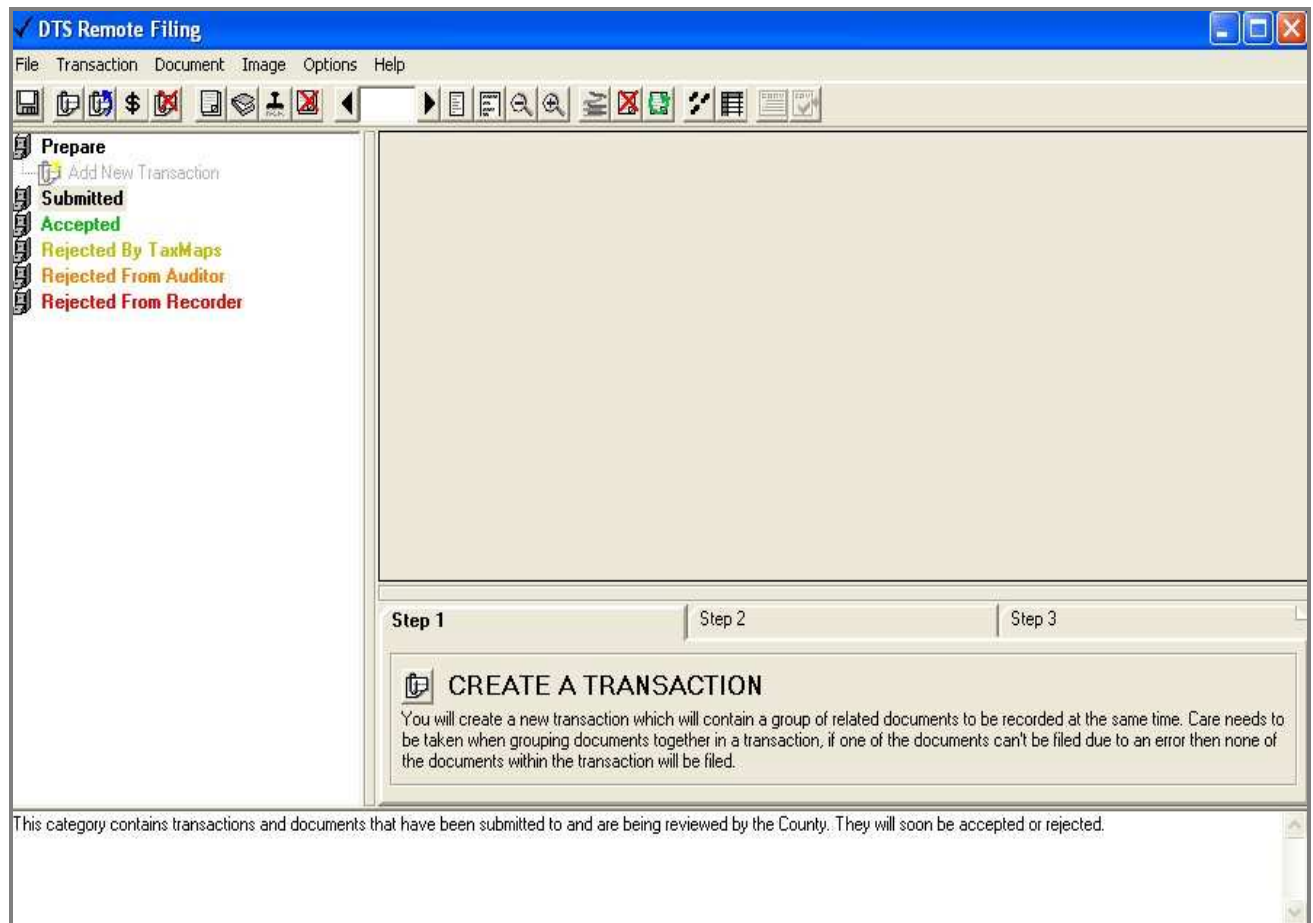 DTS Remote Filing
File Transaction Document Image Options Help
$
Prepare
Add New Transaction
Submitted
Accepted
Rejected By TaxMaps
Rejected From Auditor
Rejected From Recorder
Step 1 Step 2 Step 3
CREATE A TRANSACTION
You will create a new transaction which will contain a group of related documents to be recorded at the same time. Care needs to
be taken when grouping documents together in a transaction, if one of the documents can't be filed due to an error then none of
the documents within the transaction will be filed.
This category contains transactions and documents that have been submitted to and are being reviewed by the County. They will soon be accepted or rejected.